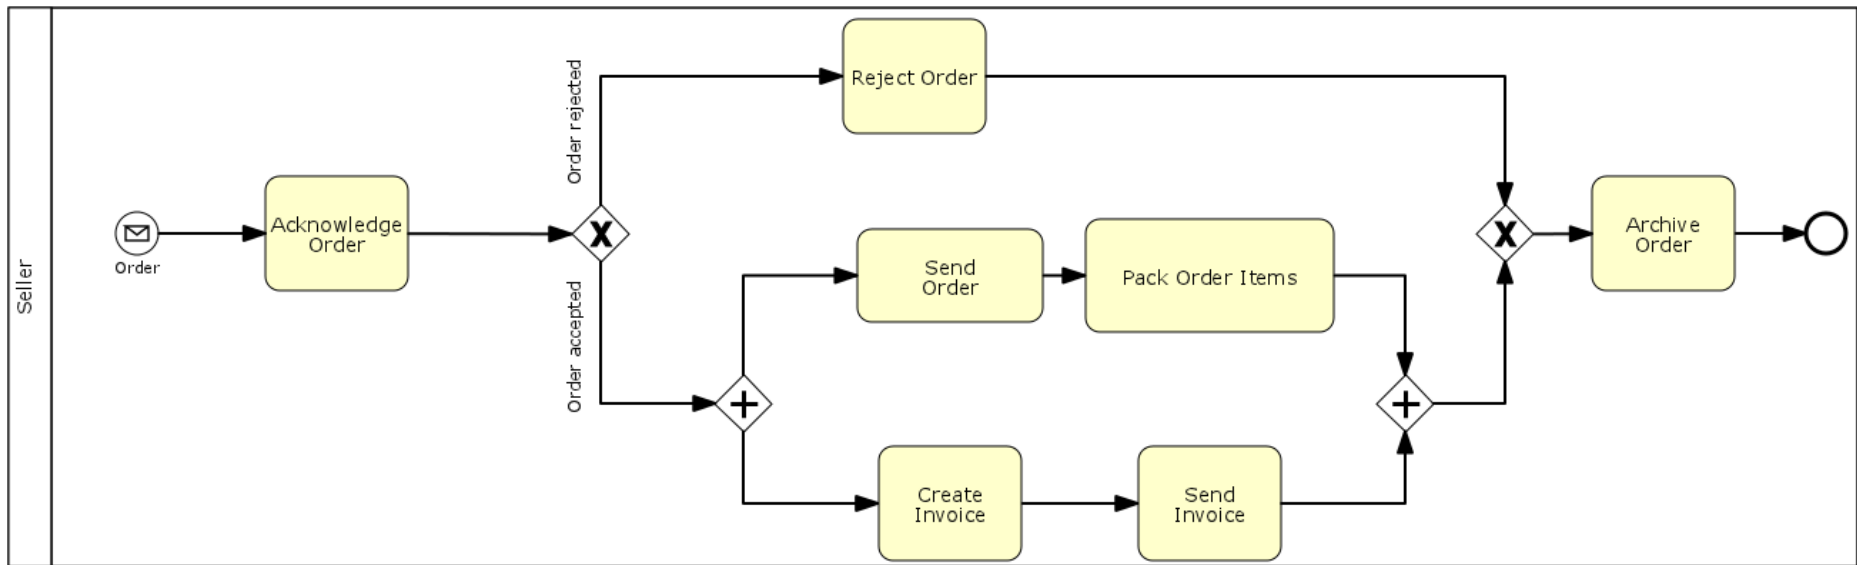 Seller
Order
Acknowledge
Order
Order rejected
Order accepted
Reject Order
Send
Order
Pack Order Items
Create
Invoice
Send
Invoice
Archive
Order